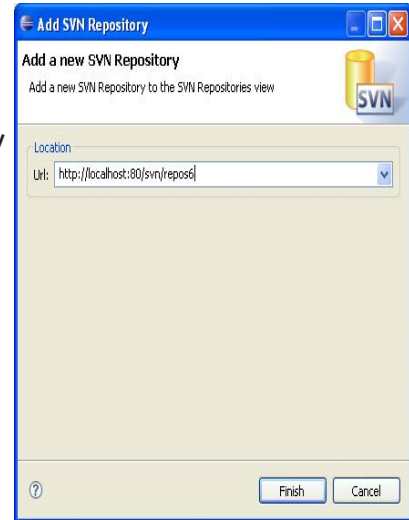 Add SVN Repository
Add a new SVN Repository
Add a new SVN Repository to the SVN Repositories view
SVN
y
Location
Url: http://localhost:80/svn/repos6
?
Finish
Cancel